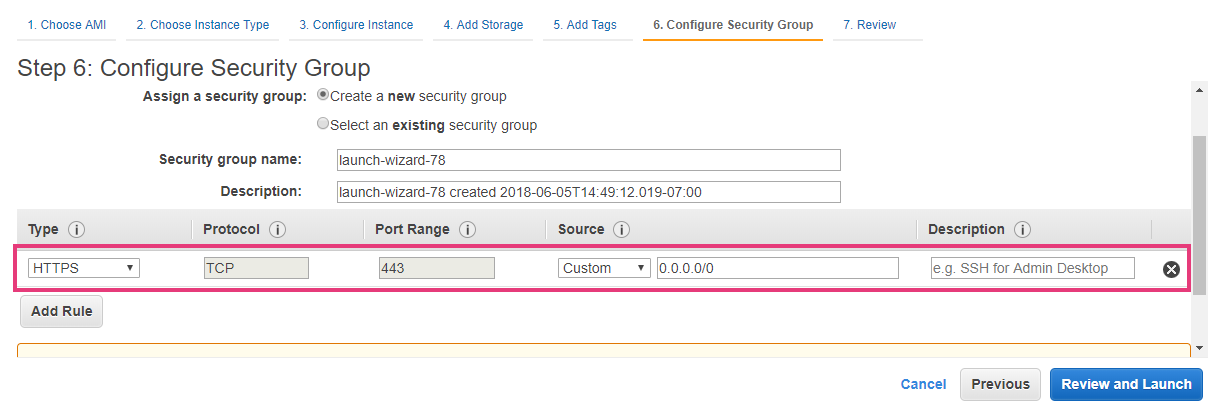 1. Choose AMI 2. Choose Instance Type 3. Configure Instance 4. Add Storage 5. Add Tags 6. Configure Security Group 7. Review
Step 6: Configure Security Group
Assign a security group: Create a new security group
Select an existing security group
Security group name: launch-wizard-78
Description: launch-wizard-78 created 2018-06-05T14:49:12.019-07:00
Type i Protocol i Port Range i Source i Description i
HTTPS TCP 443 Custom 0.0.0.0/0 e.g. SSH for Admin Desktop
Add Rule
Cancel Previous Review and Launch